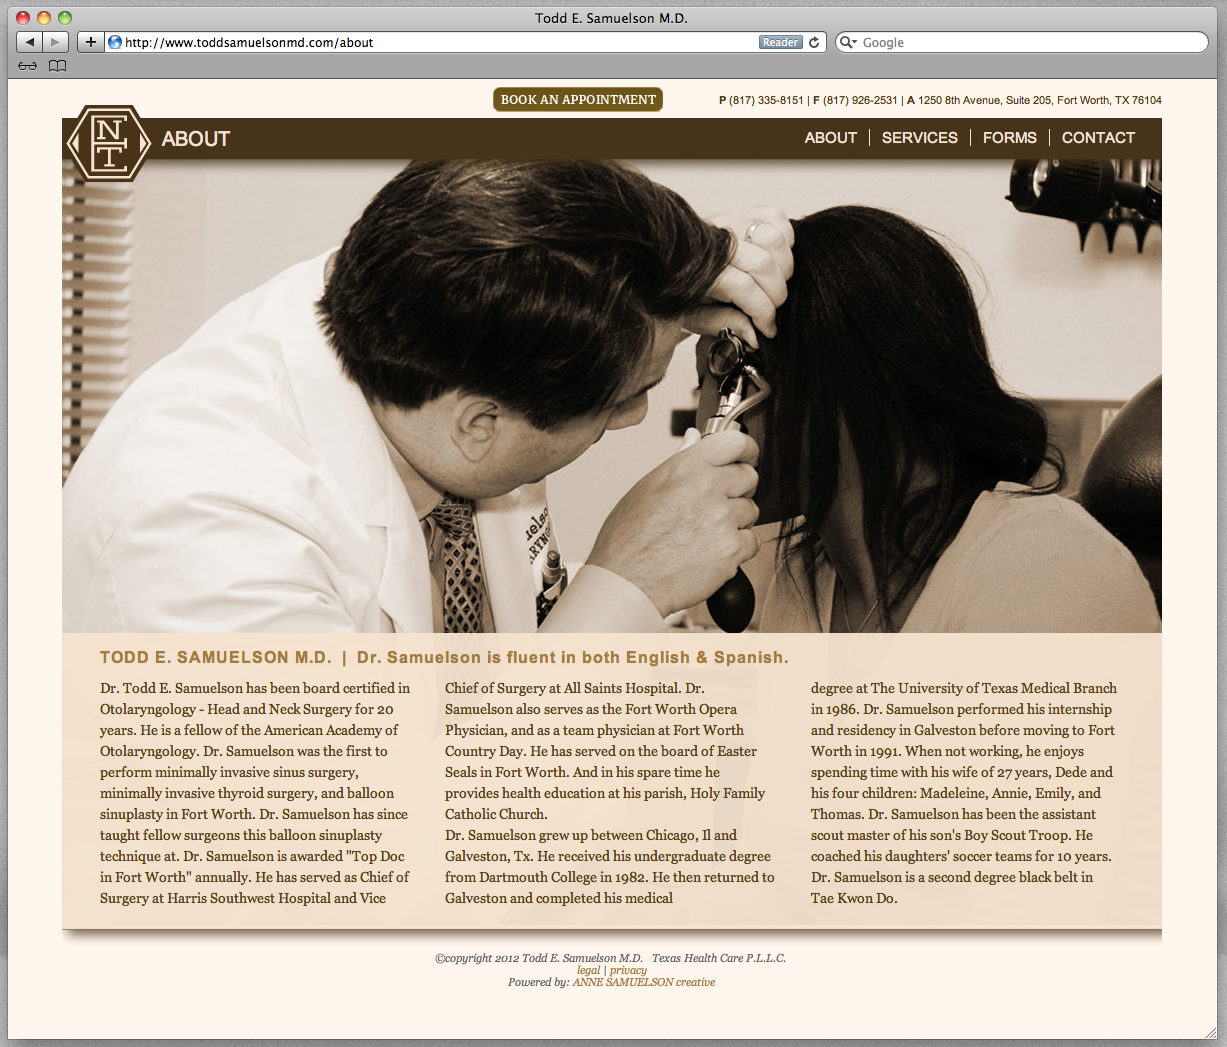 Todd E. Samuelson M.D.
http://www.toddsamuelsonmd.com/about
Reader
Google
BOOK AN APPOINTMENT
P (817) 335-8151 | F (817) 926-2531 | A 1250 8th Avenue, Suite 205, Fort Worth, TX 76104
ABOUT
ABOUT | SERVICES | FORMS | CONTACT
TODD E. SAMUELSON M.D. | Dr. Samuelson is fluent in both English & Spanish.
Dr. Todd E. Samuelson has been board certified in
Otolaryngology - Head and Neck Surgery for 20
years. He is a fellow of the American Academy of
Otolaryngology. Dr. Samuelson was the first to
perform minimally invasive sinus surgery,
minimally invasive thyroid surgery, and balloon
sinuplasty in Fort Worth. Dr. Samuelson has since
taught fellow surgeons this balloon sinuplasty
technique at. Dr. Samuelson is awarded "Top Doc
in Fort Worth" annually. He has served as Chief of
Surgery at Harris Southwest Hospital and Vice
Chief of Surgery at All Saints Hospital. Dr.
Samuelson also serves as the Fort Worth Opera
Physician, and as a team physician at Fort Worth
Country Day. He has served on the board of Easter
Seals in Fort Worth. And in his spare time he
provides health education at his parish, Holy Family
Catholic Church.
Dr. Samuelson grew up between Chicago, Il and
Galveston, Tx. He received his undergraduate degree
from Dartmouth College in 1982. He then returned to
Galveston and completed his medical
degree at The University of Texas Medical Branch
in 1986. Dr. Samuelson performed his internship
and residency in Galveston before moving to Fort
Worth in 1991. When not working, he enjoys
spending time with his wife of 27 years, Dede and
his four children: Madeleine, Annie, Emily, and
Thomas. Dr. Samuelson has been the assistant
scout master of his son's Boy Scout Troop. He
coached his daughters' soccer teams for 10 years.
Dr. Samuelson is a second degree black belt in
Tae Kwon Do.
©copyright 2012 Todd E. Samuelson M.D. Texas Health Care P.L.L.C.
legal | privacy
Powered by: ANNE SAMUELSON creative